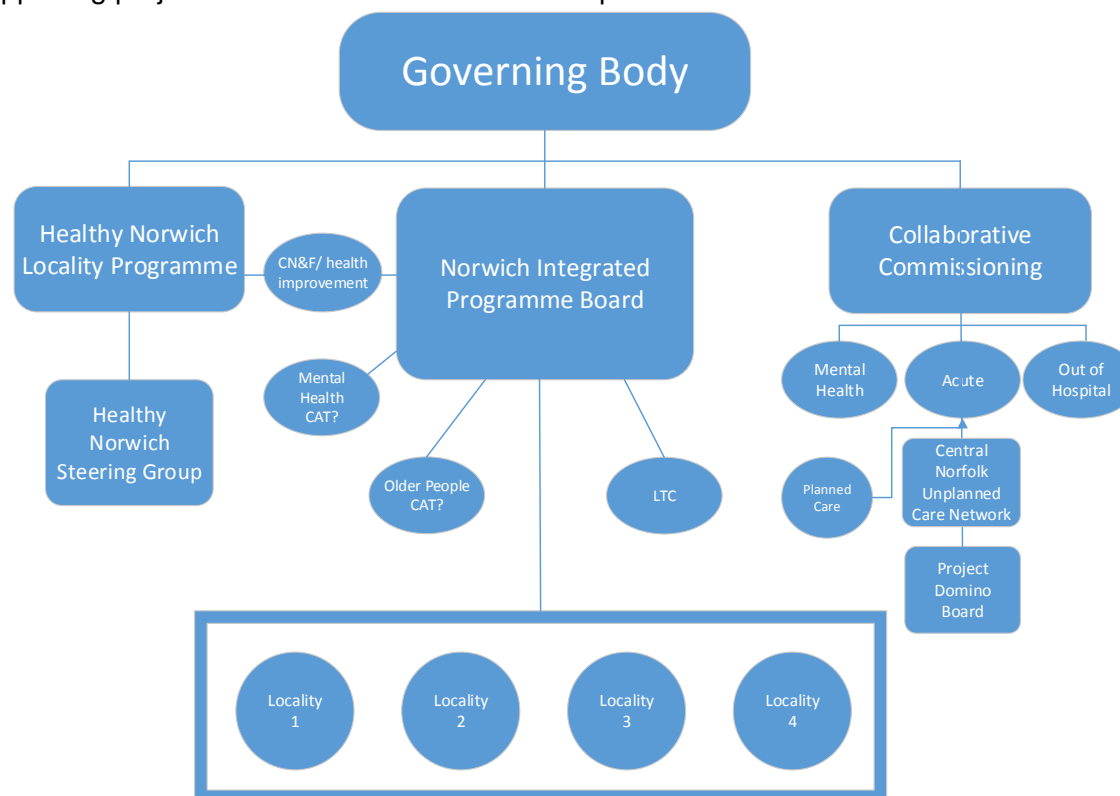 Governing Body
Healthy Norwich
Locality Programme
CN&F/ health
improvement
Norwich Integrated
Programme Board
Collaborative
Commissioning
Mental
Health
CAT?
Mental
Health
Acute
Out of
Hospital
Healthy
Norwich
Steering Group
Older People
CAT?
LTC
Planned
Care
Central
Norfolk
Unplanned
Care Network
Project
Domino
Board
Locality
1
Locality
2
Locality
3
Locality
4